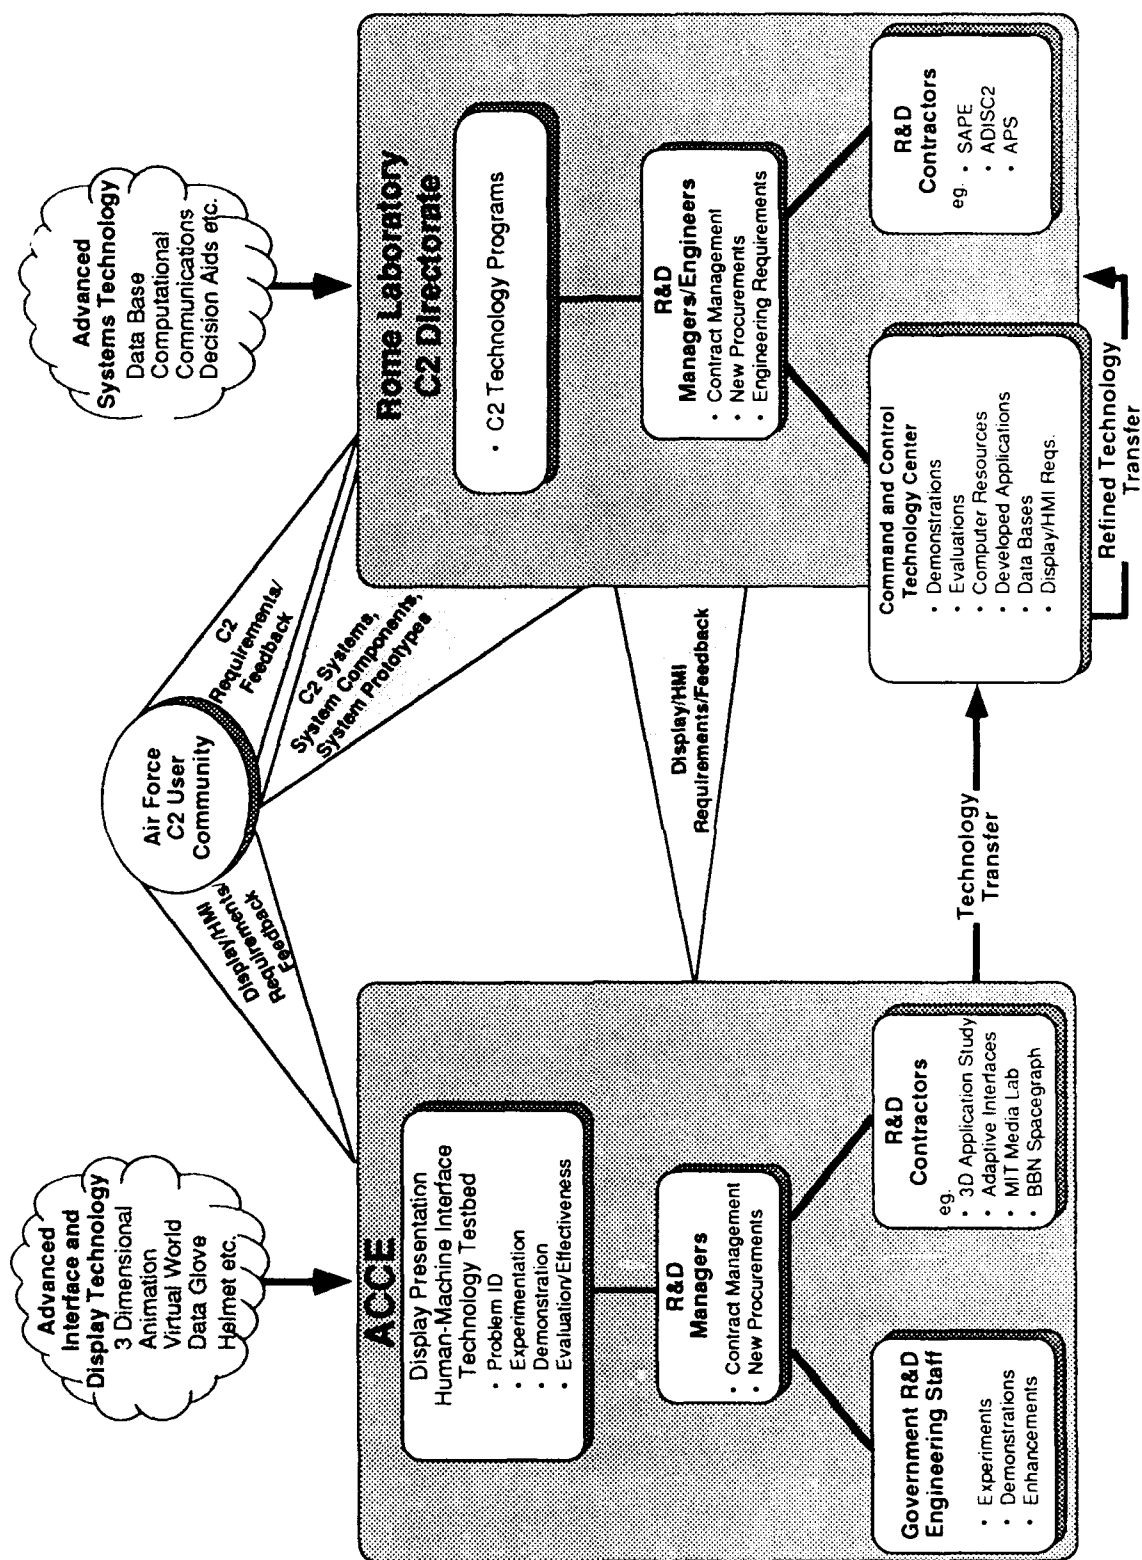 Advanced
Interface and
Display Technology
3 Dimensional
Animation
Virtual World
Data Glove
Helmet etc.
Advanced
Systems Technology
Data Base
Computational
Communications
Decision Aids etc.
Air Force
C2 User
Community
Display/HMI
Requirements/
Feedback
C2
Requirements/
Feedback
C2 Systems,
System Components,
System Prototypes
ACCE
Display Presentation
Human-Machine Interface
Technology Testbed
• Problem ID
• Experimentation
• Demonstration
• Evaluation/Effectiveness
R&D
Managers
• Contract Management
• New Procurements
Government R&D
Engineering Staff
• Experiments
• Demonstrations
• Enhancements
R&D
Contractors
eg.
• 3D Application Study
• Adaptive Interfaces
• MIT Media Lab
• BBN Spacegraph
Display/HMI
Requirements/Feedback
Technology
Transfer
Rome Laboratory
C2 Directorate
• C2 Technology Programs
R&D
Managers/Engineers
• Contract Management
• New Procurements
• Engineering Requirements
Command and Control
Technology Center
• Demonstrations
• Evaluations
• Computer Resources
• Developed Applications
• Data Bases
• Display/HMI Reqs.
R&D
Contractors
eg. • SAPE
• ADISC2
• APS
Refined Technology
Transfer